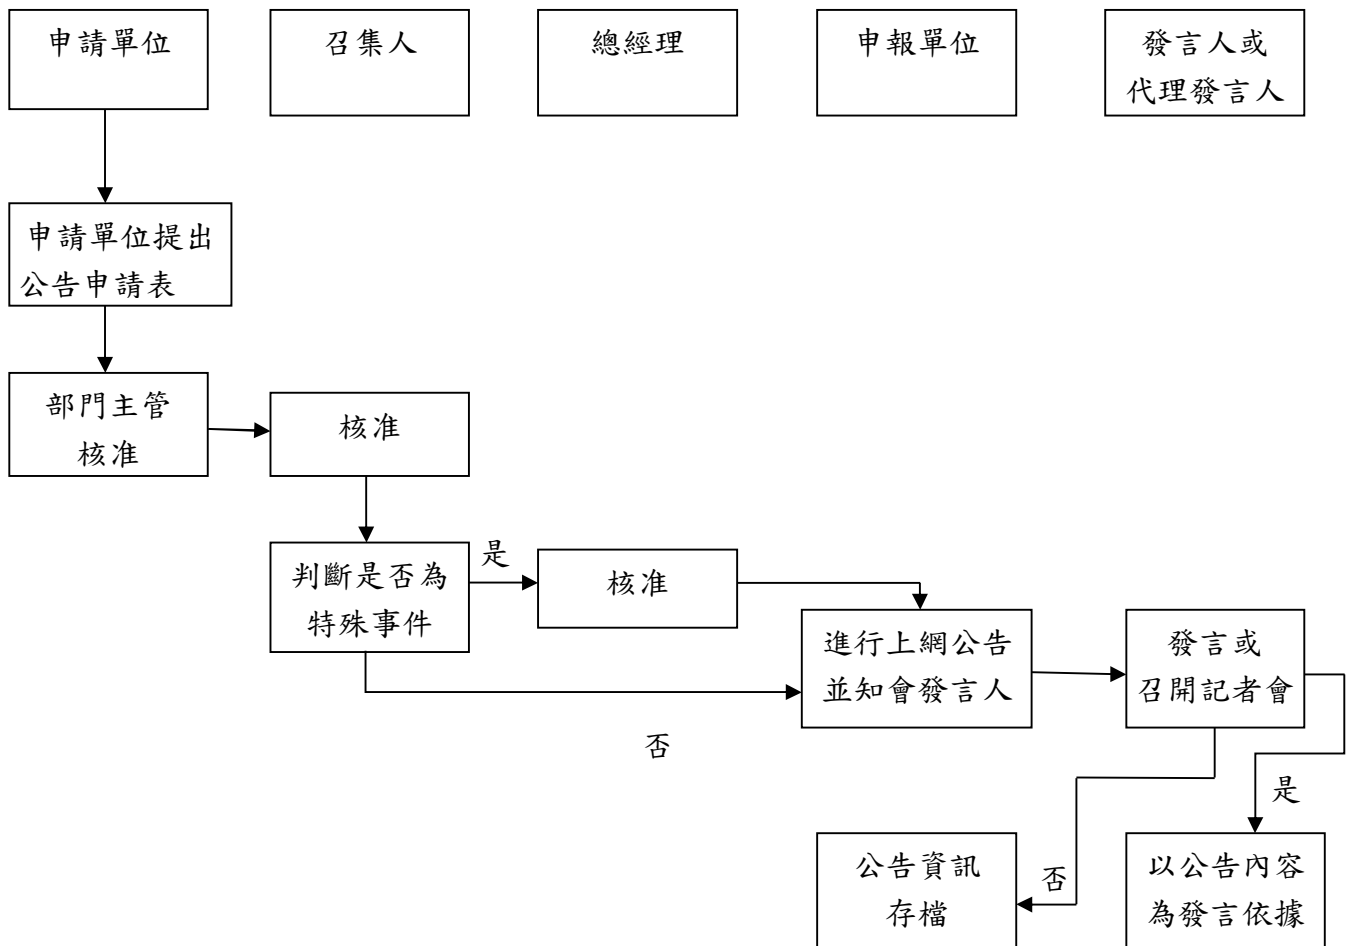 申請單位
召集人
總經理
申報單位
發言人或
代理發言人
申請單位提出
公告申請表
部門主管
核准
核准
判斷是否為
特殊事件
是
核准
進行上網公告
並知會發言人
發言或
召開記者會
否
是
公告資訊
存檔
否
以公告內容
為發言依據